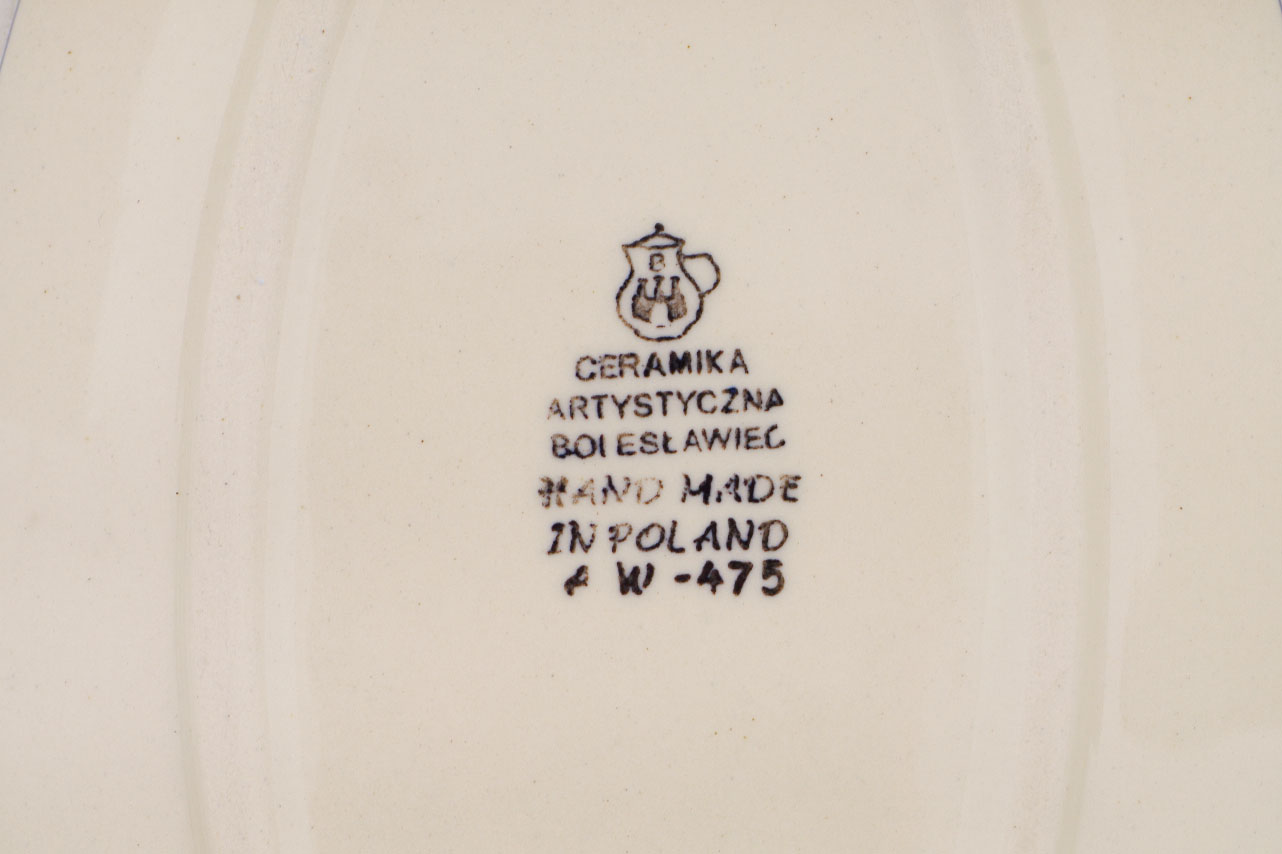 B
CERAMIKA
ARTYSTYCZNA
BOLESŁAWIEC
HAND MADE
IN POLAND
A W -475